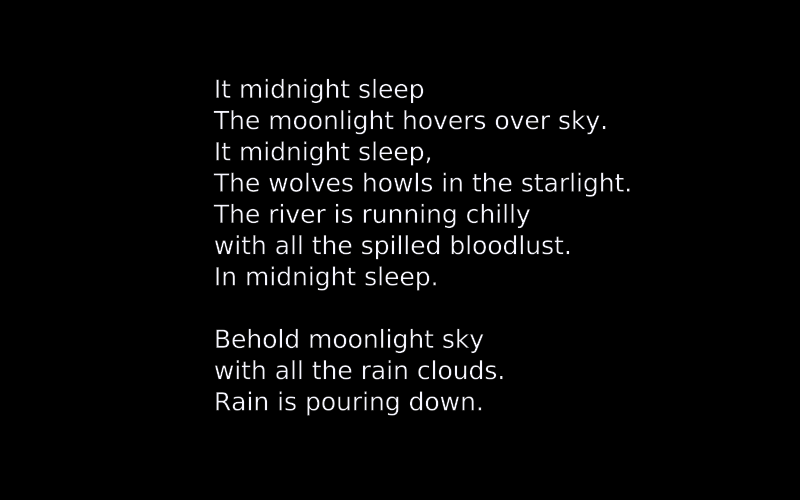 It midnight sleep
The moonlight hovers over sky.
It midnight sleep,
The wolves howls in the starlight.
The river is running chilly
with all the spilled bloodlust.
In midnight sleep.

Behold moonlight sky
with all the rain clouds.
Rain is pouring down.